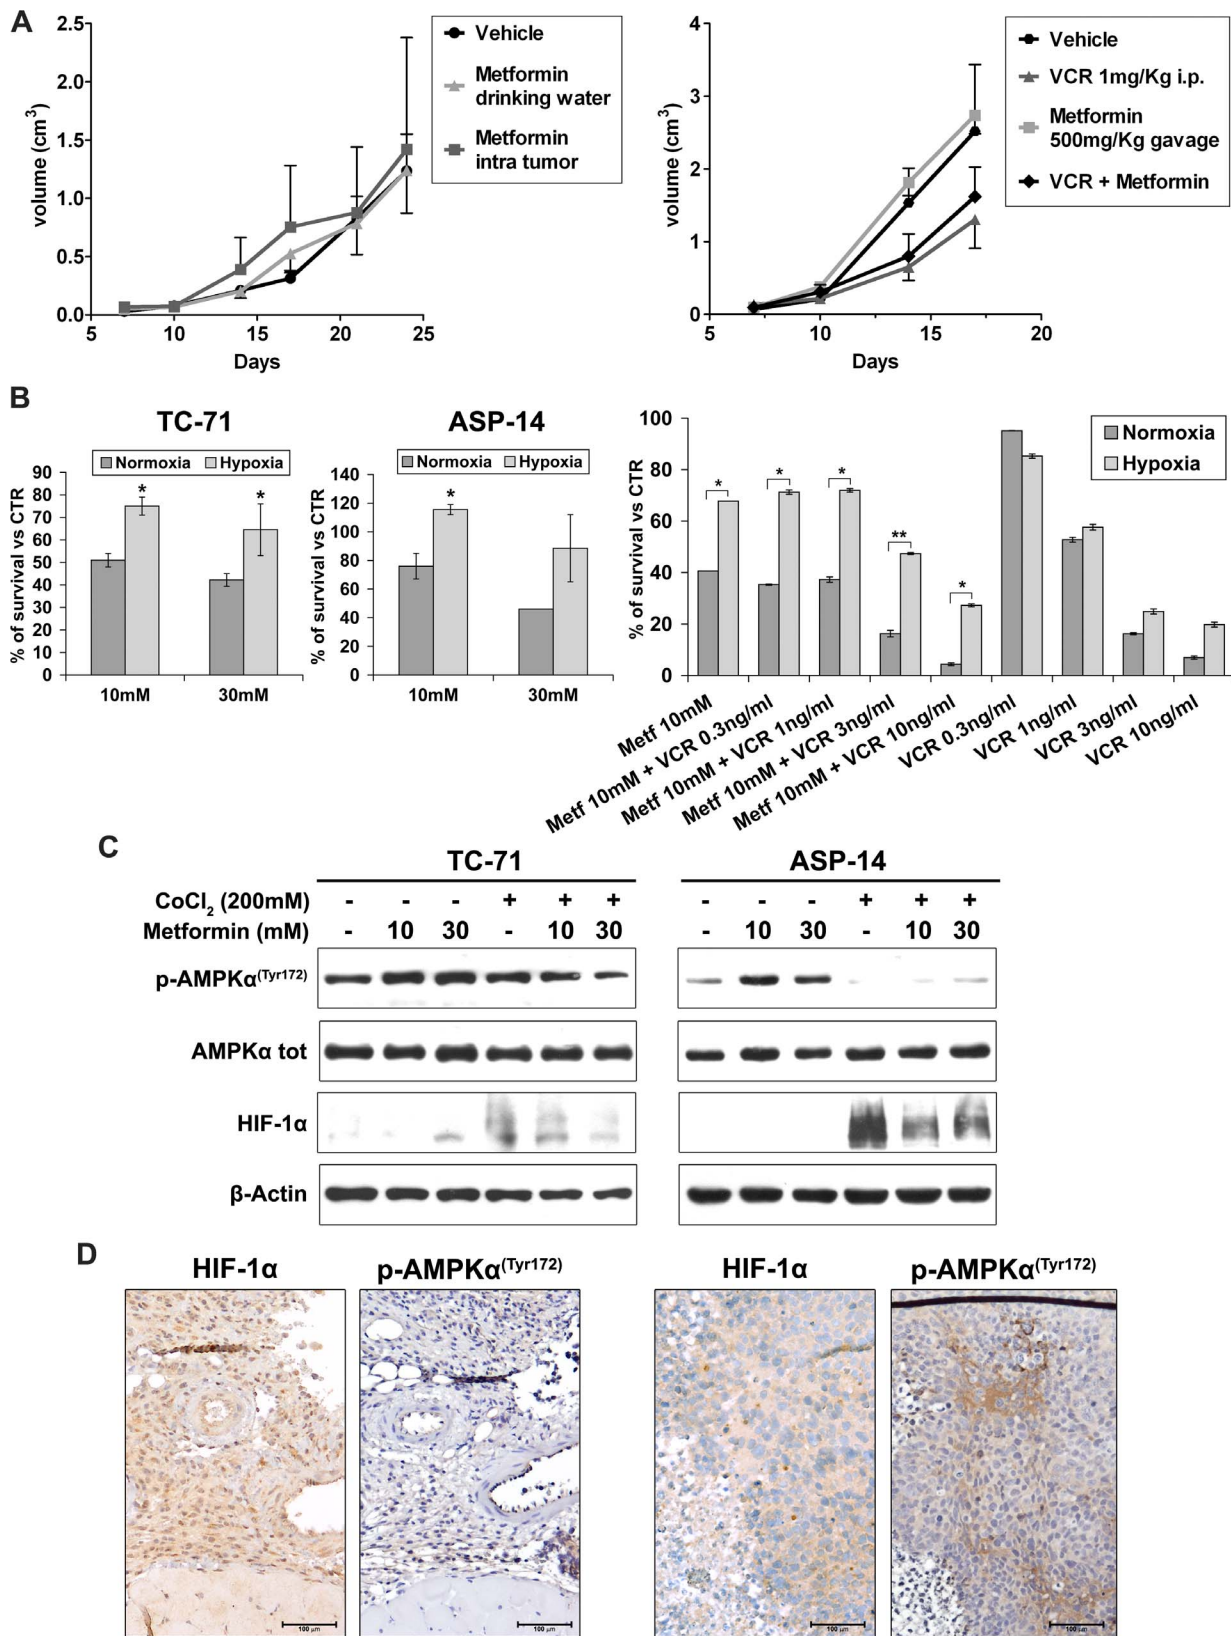 A
2.5
2.0
1.5
1.0
0.5
0.0
5
10
15
20
25
volume (cm³)
Days
Vehicle
Metformin
drinking water
Metformin
intra tumor
4
3
2
1
0
5
10
15
20
volume (cm³)
Days
Vehicle
VCR 1mg/Kg i.p.
Metformin
500mg/Kg gavage
VCR + Metformin
B
TC-71
Normoxia Hypoxia
90
80
70
60
50
40
30
20
10
0
% of survival vs CTR
* *
10mM 30mM
ASP-14
Normoxia Hypoxia
140
120
100
80
60
40
20
0
% of survival vs CTR
*
10mM 30mM
100
80
60
40
20
0
% of survival vs CTR
Normoxia
Hypoxia
* * * ** *
Metf 10mM
Metf 10mM + VCR 0.3ng/ml
Metf 10mM + VCR 1ng/ml
Metf 10mM + VCR 3ng/ml
Metf 10mM + VCR 10ng/ml
VCR 0.3ng/ml
VCR 1ng/ml
VCR 3ng/ml
VCR 10ng/ml
C
TC-71 ASP-14
CoCl₂ (200mM) - - - + + + - - - + + +
Metformin (mM) - 10 30 - 10 30 - 10 30 - 10 30
p-AMPKα(Tyr172)
AMPKα tot
HIF-1α
β-Actin
D
HIF-1α p-AMPKα(Tyr172) HIF-1α p-AMPKα(Tyr172)
100 µm 100 µm 100 µm 100 µm